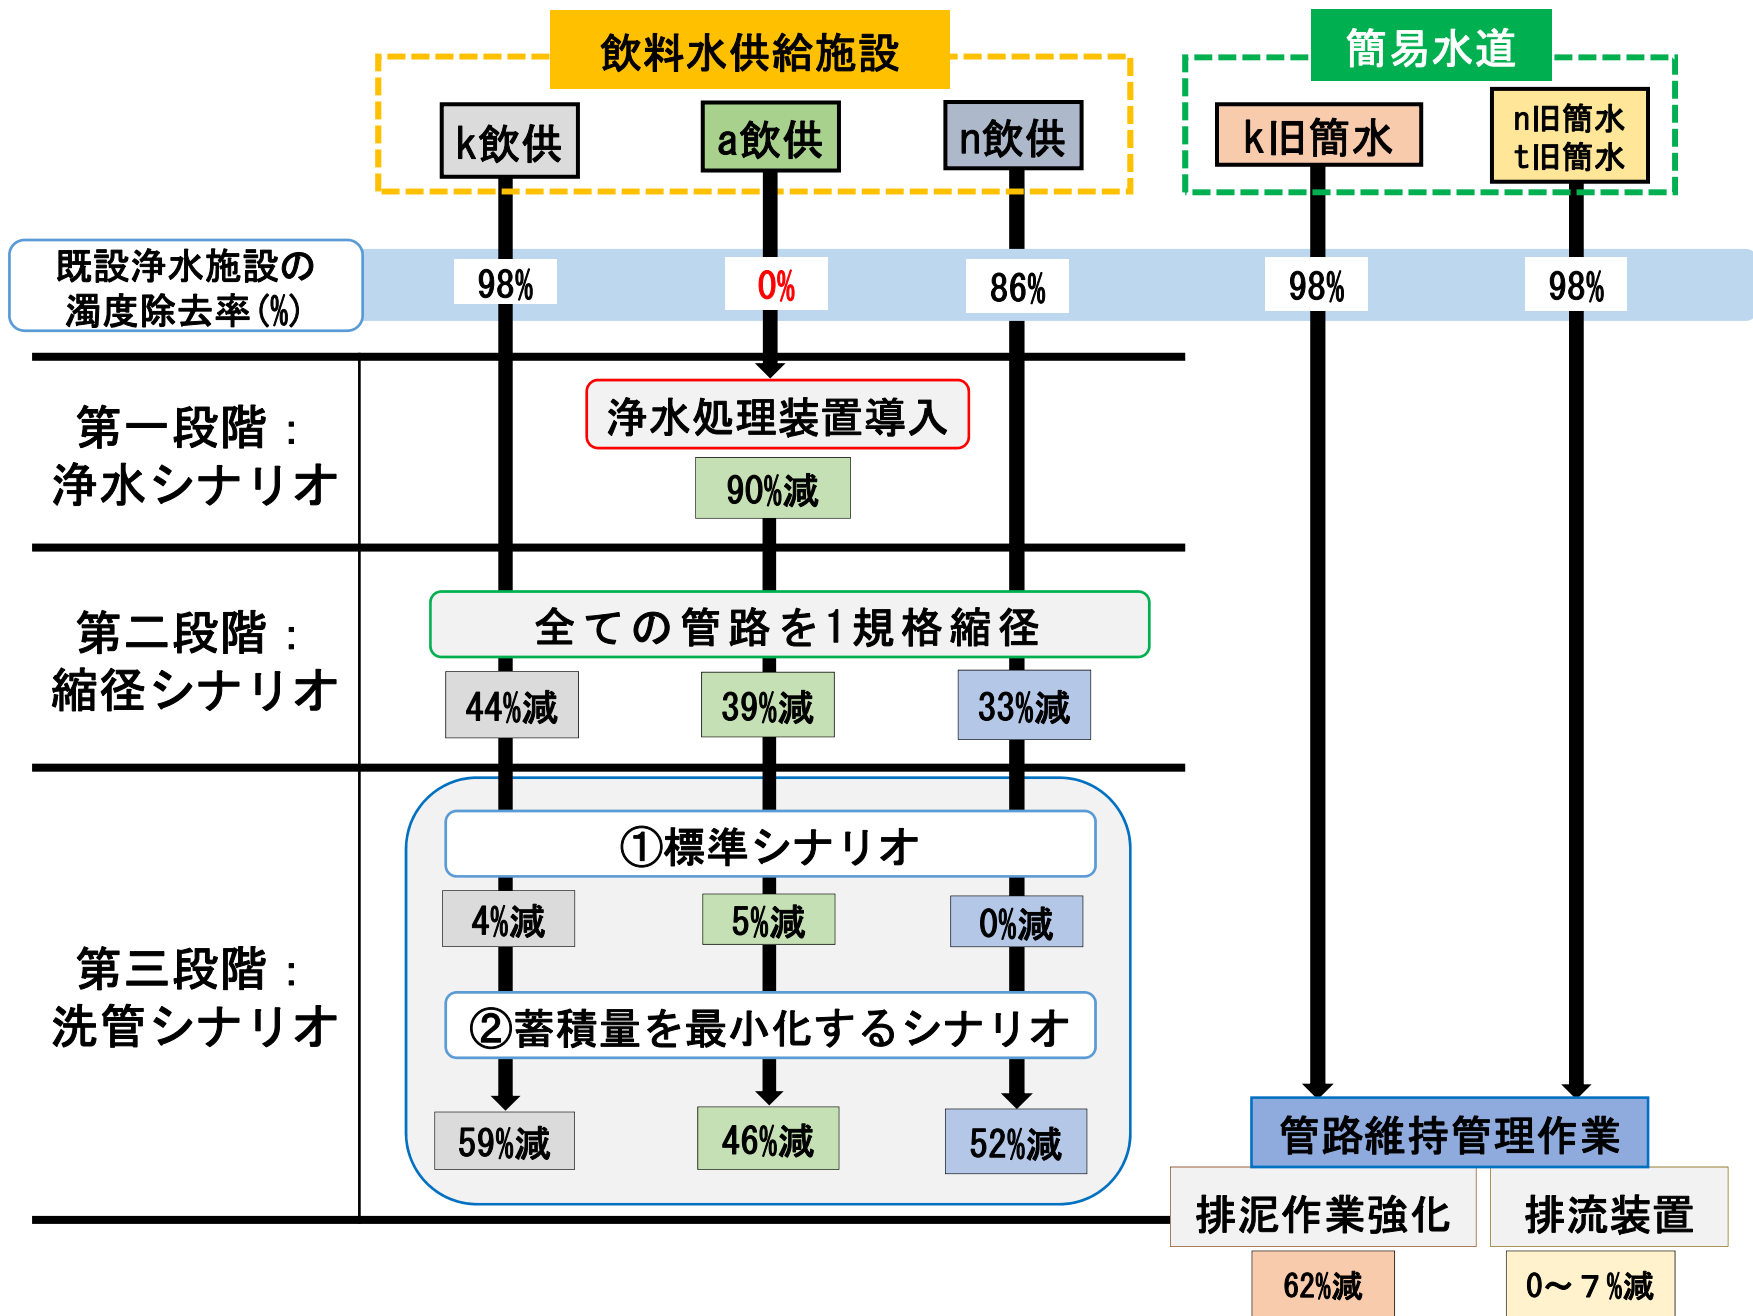 飲料水供給施設
簡易水道
k飲供
a飲供
n飲供
k旧簡水
n旧簡水
t旧簡水
既設浄水施設の
濁度除去率(%)
98%
0%
86%
98%
98%
第一段階：
浄水シナリオ
浄水処理装置導入
90%減
第二段階：
縮径シナリオ
全ての管路を1規格縮径
44%減
39%減
33%減
第三段階：
洗管シナリオ
①標準シナリオ
4%減
5%減
0%減
②蓄積量を最小化するシナリオ
59%減
46%減
52%減
管路維持管理作業
排泥作業強化
排流装置
62%減
0～７%減